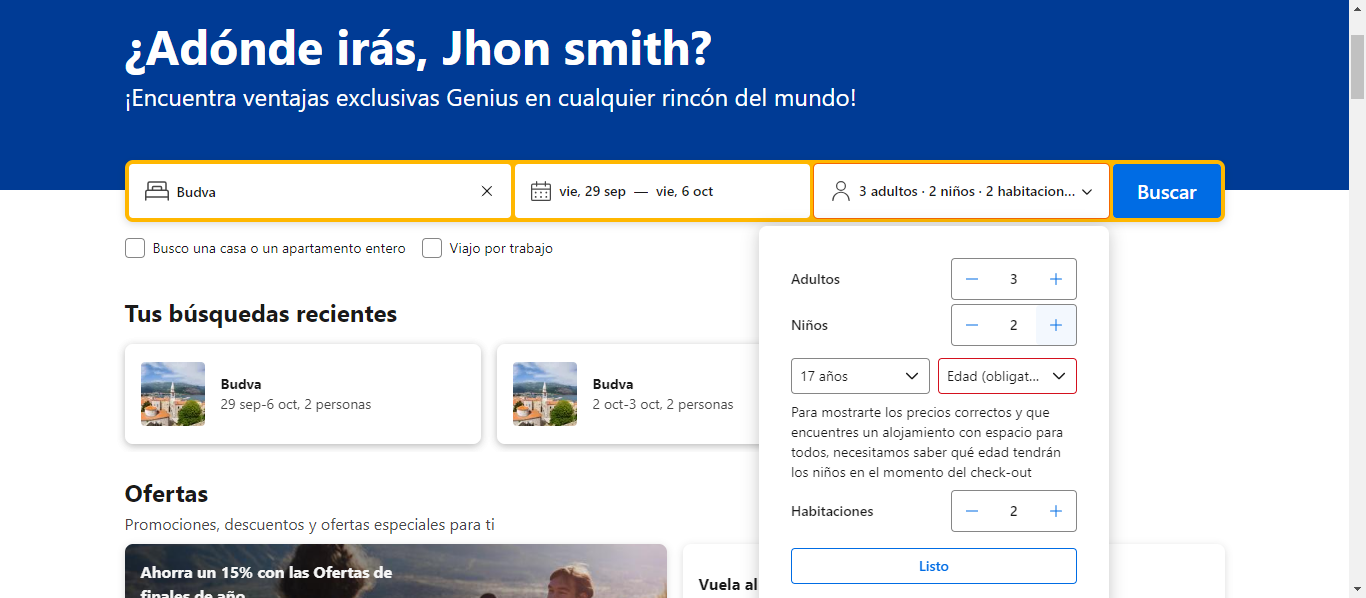 ¿Adónde irás, Jhon smith?
¡Encuentra ventajas exclusivas Genius en cualquier rincón del mundo!
Budva
vie, 29 sep — vie, 6 oct
3 adultos · 2 niños · 2 habitacion...
Buscar
Busco una casa o un apartamento entero
Viajo por trabajo
Adultos
3
Niños
2
17 años
Edad (obligat...
Para mostrarte los precios correctos y que
encuentres un alojamiento con espacio para
todos, necesitamos saber qué edad tendrán
los niños en el momento del check-out
Habitaciones
2
Listo
Tus búsquedas recientes
Budva
29 sep-6 oct, 2 personas
Budva
2 oct-3 oct, 2 personas
Ofertas
Promociones, descuentos y ofertas especiales para ti
Ahorra un 15% con las Ofertas de
finales de año
Vuela al